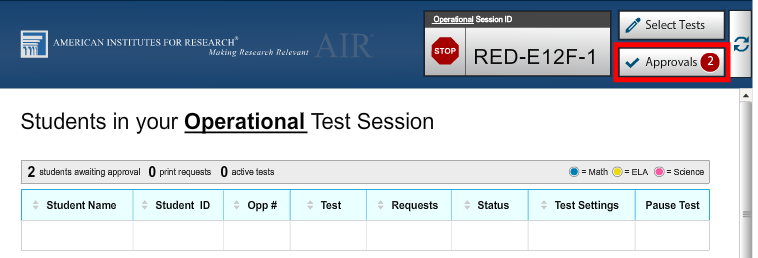 Operational Session ID
STOP
RED-E12F-1
Select Tests
Approvals 2
AMERICAN INSTITUTES FOR RESEARCH®
Making Research Relevant
AIR
Students in your Operational Test Session
2 students awaiting approval 0 print requests 0 active tests
= Math = ELA = Science
Student Name Student ID Opp # Test Requests Status Test Settings Pause Test